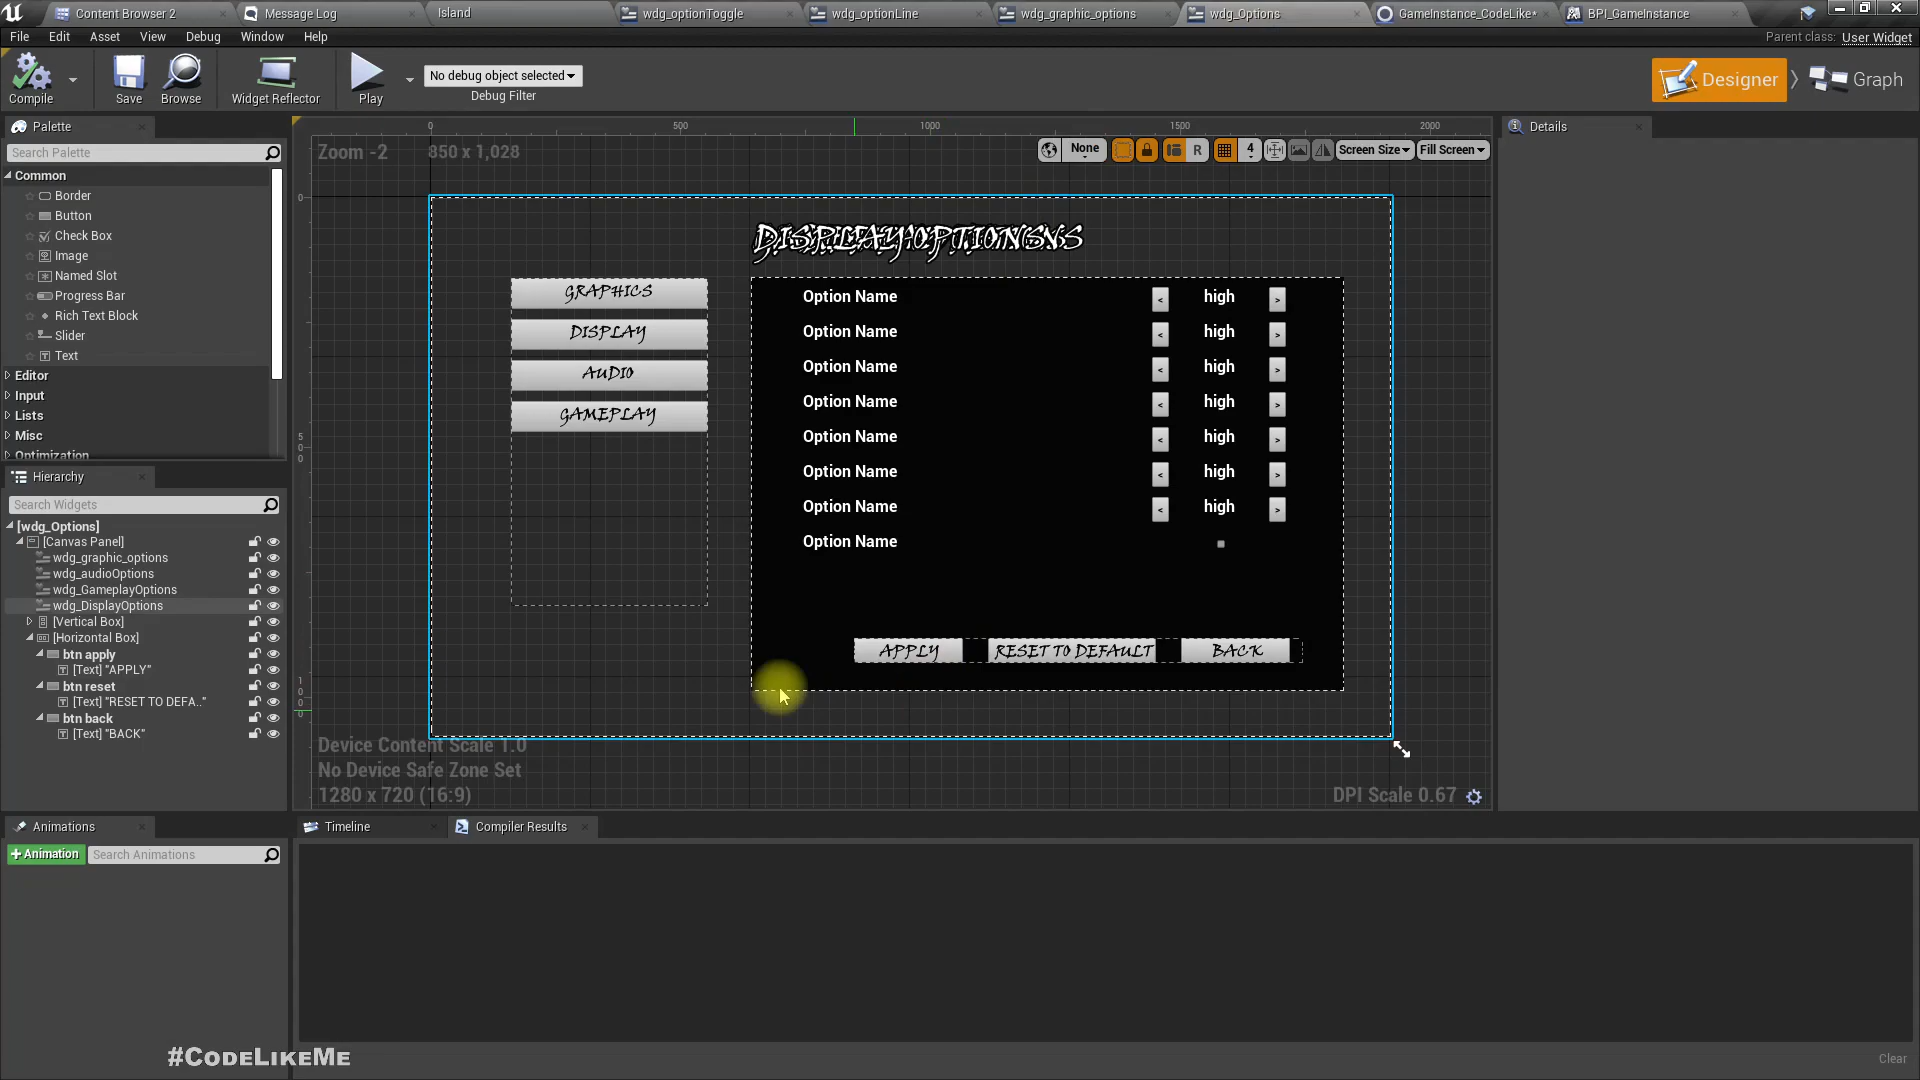 Content Browser 2
Message Log
Island
wdg_optionToggle
wdg_optionLine
wdg_graphic_options
wdg_Options
GameInstance_CodeLike*
BPI_GameInstance
File Edit Asset View Debug Window Help
Parent class: User Widget
Compile
Save
Browse
Widget Reflector
Play
No debug object selected
Debug Filter
Designer
Graph
Palette
Search Palette
Common
Border
Button
Check Box
Image
Named Slot
Progress Bar
Rich Text Block
Slider
Text
Editor
Input
Lists
Misc
Optimization
Hierarchy
Search Widgets
[wdg_Options]
[Canvas Panel]
wdg_graphic_options
wdg_audioOptions
wdg_GameplayOptions
wdg_DisplayOptions
[Vertical Box]
[Horizontal Box]
btn apply
[Text] "APPLY"
btn reset
[Text] "RESET TO DEFA.."
btn back
[Text] "BACK"
0 500 1000 1500 2000
Zoom -2
850 x 1,028
None
R
4
Screen Size
Fill Screen
0
500
1000
GRAPHICS
DISPLAY
AUDIO
GAMEPLAY
Option Name < high >
Option Name < high >
Option Name < high >
Option Name < high >
Option Name < high >
Option Name < high >
Option Name < high >
Option Name
APPLY
RESET TO DEFAULT
BACK
Device Content Scale 1.0
No Device Safe Zone Set
1280 x 720 (16:9)
DPI Scale 0.67
Details
Animations
+Animation
Search Animations
Timeline
Compiler Results
Clear
#CodeLikeMe